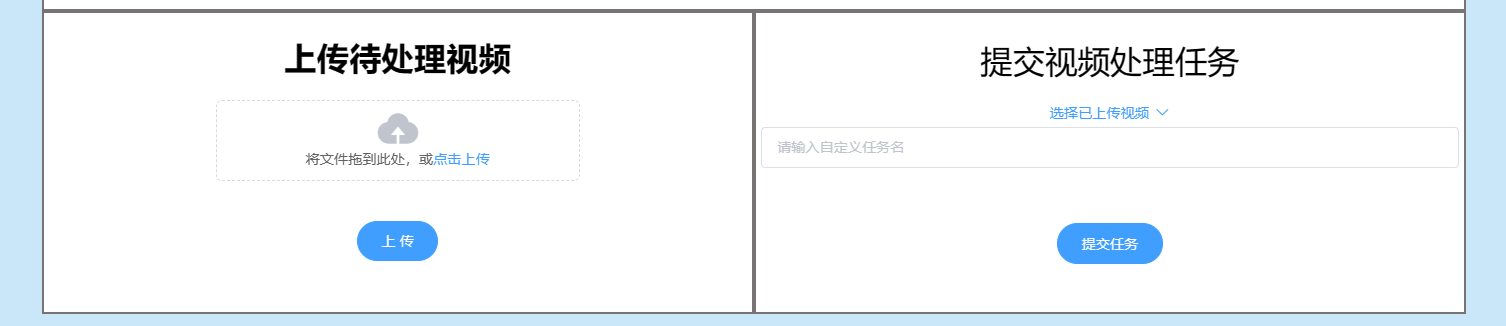 上传待处理视频
将文件拖到此处，或点击上传
上 传
提交视频处理任务
选择已上传视频
请输入自定义任务名
提交任务